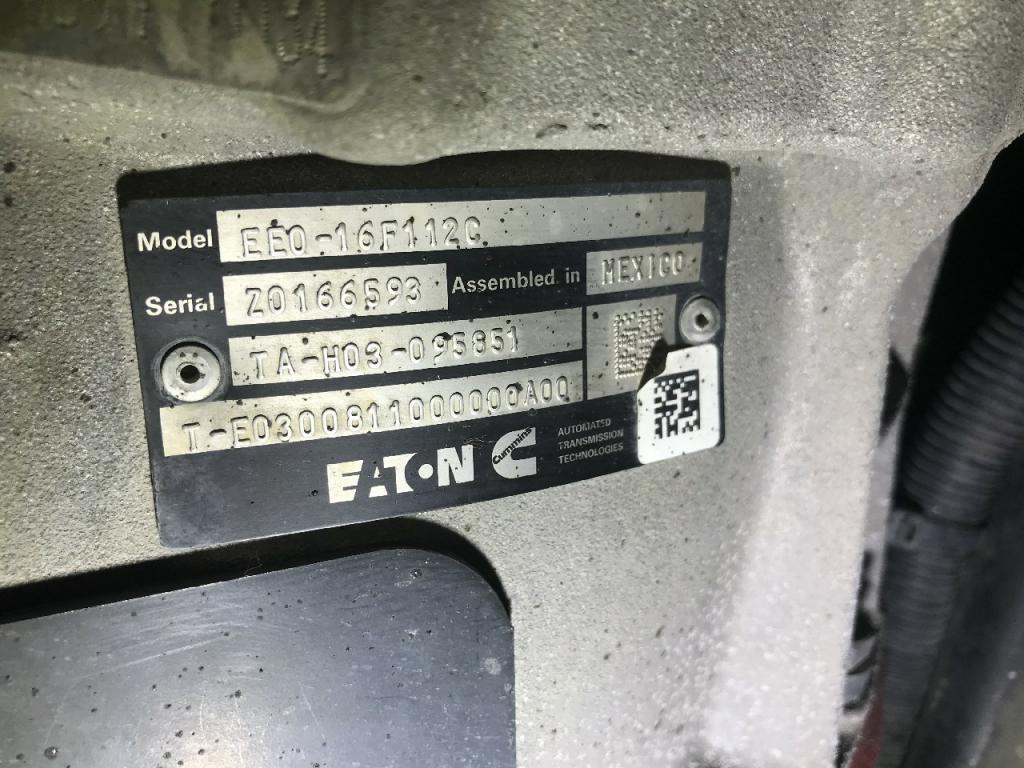 Model EEO-16F112C
Serial Z0166593 Assembled in MEXICO
TA-H03-095851
T-E0300811000000A00
EATON Cummins AUTOMATED
TRANSMISSION
TECHNOLOGIES